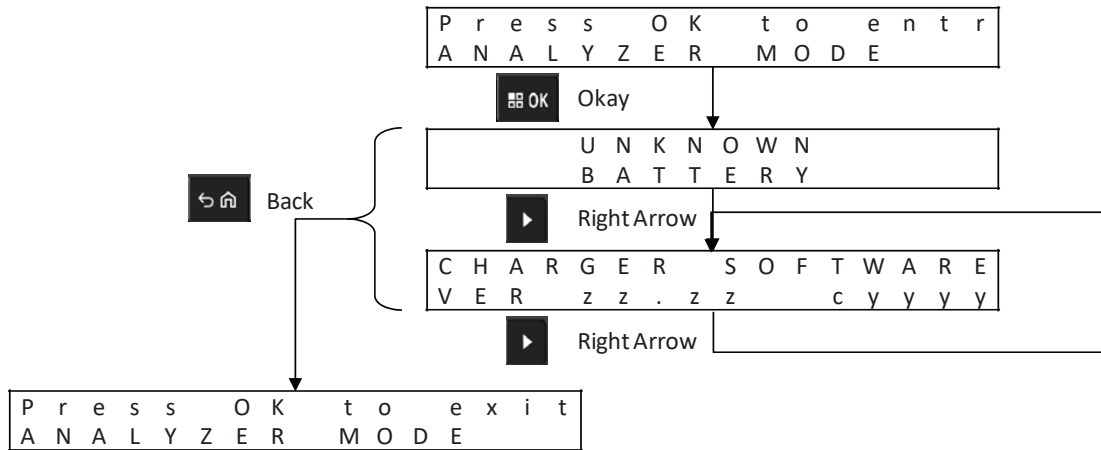 Press OK to entr
ANALYZER MODE
OK Okay
UNKNOWN
BATTERY
Back
Right Arrow
CHARGER SOFTWARE
VER zz.zz cyyyy
Right Arrow
Press OK to exit
ANALYZER MODE